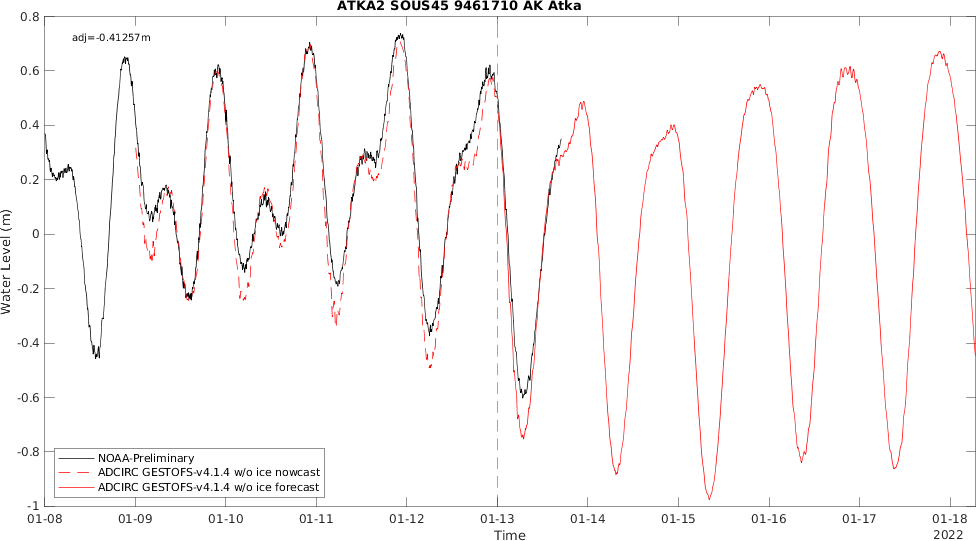 ATKA2 SOUS45 9461710 AK Atka
adj=-0.41257m
Water Level (m)
0.8
0.6
0.4
0.2
0
-0.2
-0.4
-0.6
-0.8
-1
NOAA-Preliminary
ADCIRC GESTOFS-v4.1.4 w/o ice nowcast
ADCIRC GESTOFS-v4.1.4 w/o ice forecast
01-08 01-09 01-10 01-11 01-12 01-13 01-14 01-15 01-16 01-17 01-18
Time
2022